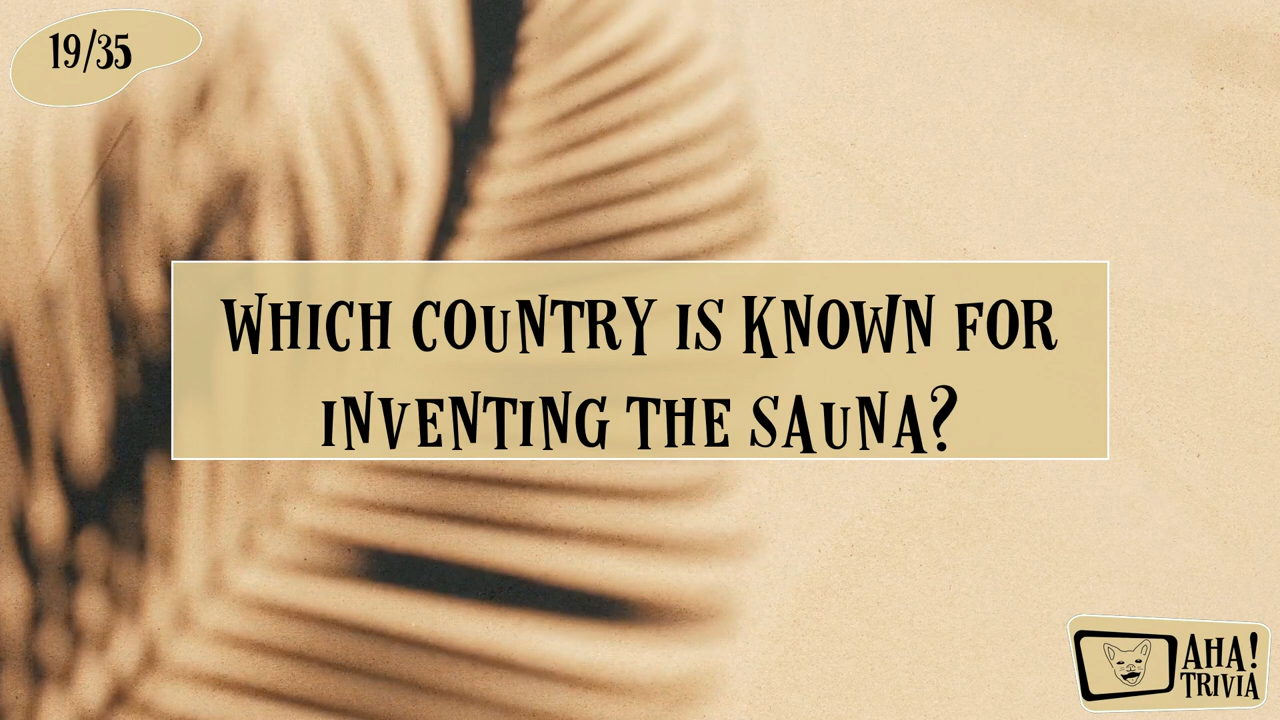 19/35
WHICH COUNTRY IS KNOWN FOR
INVENTING THE SAUNA?
AHA!
TRIVIA